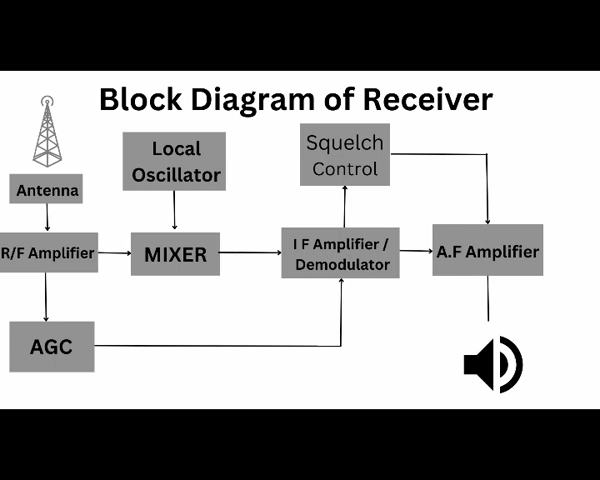 Block Diagram of Receiver
Antenna
Local
Oscillator
Squelch
Control
R/F Amplifier
MIXER
I F Amplifier /
Demodulator
A.F Amplifier
AGC